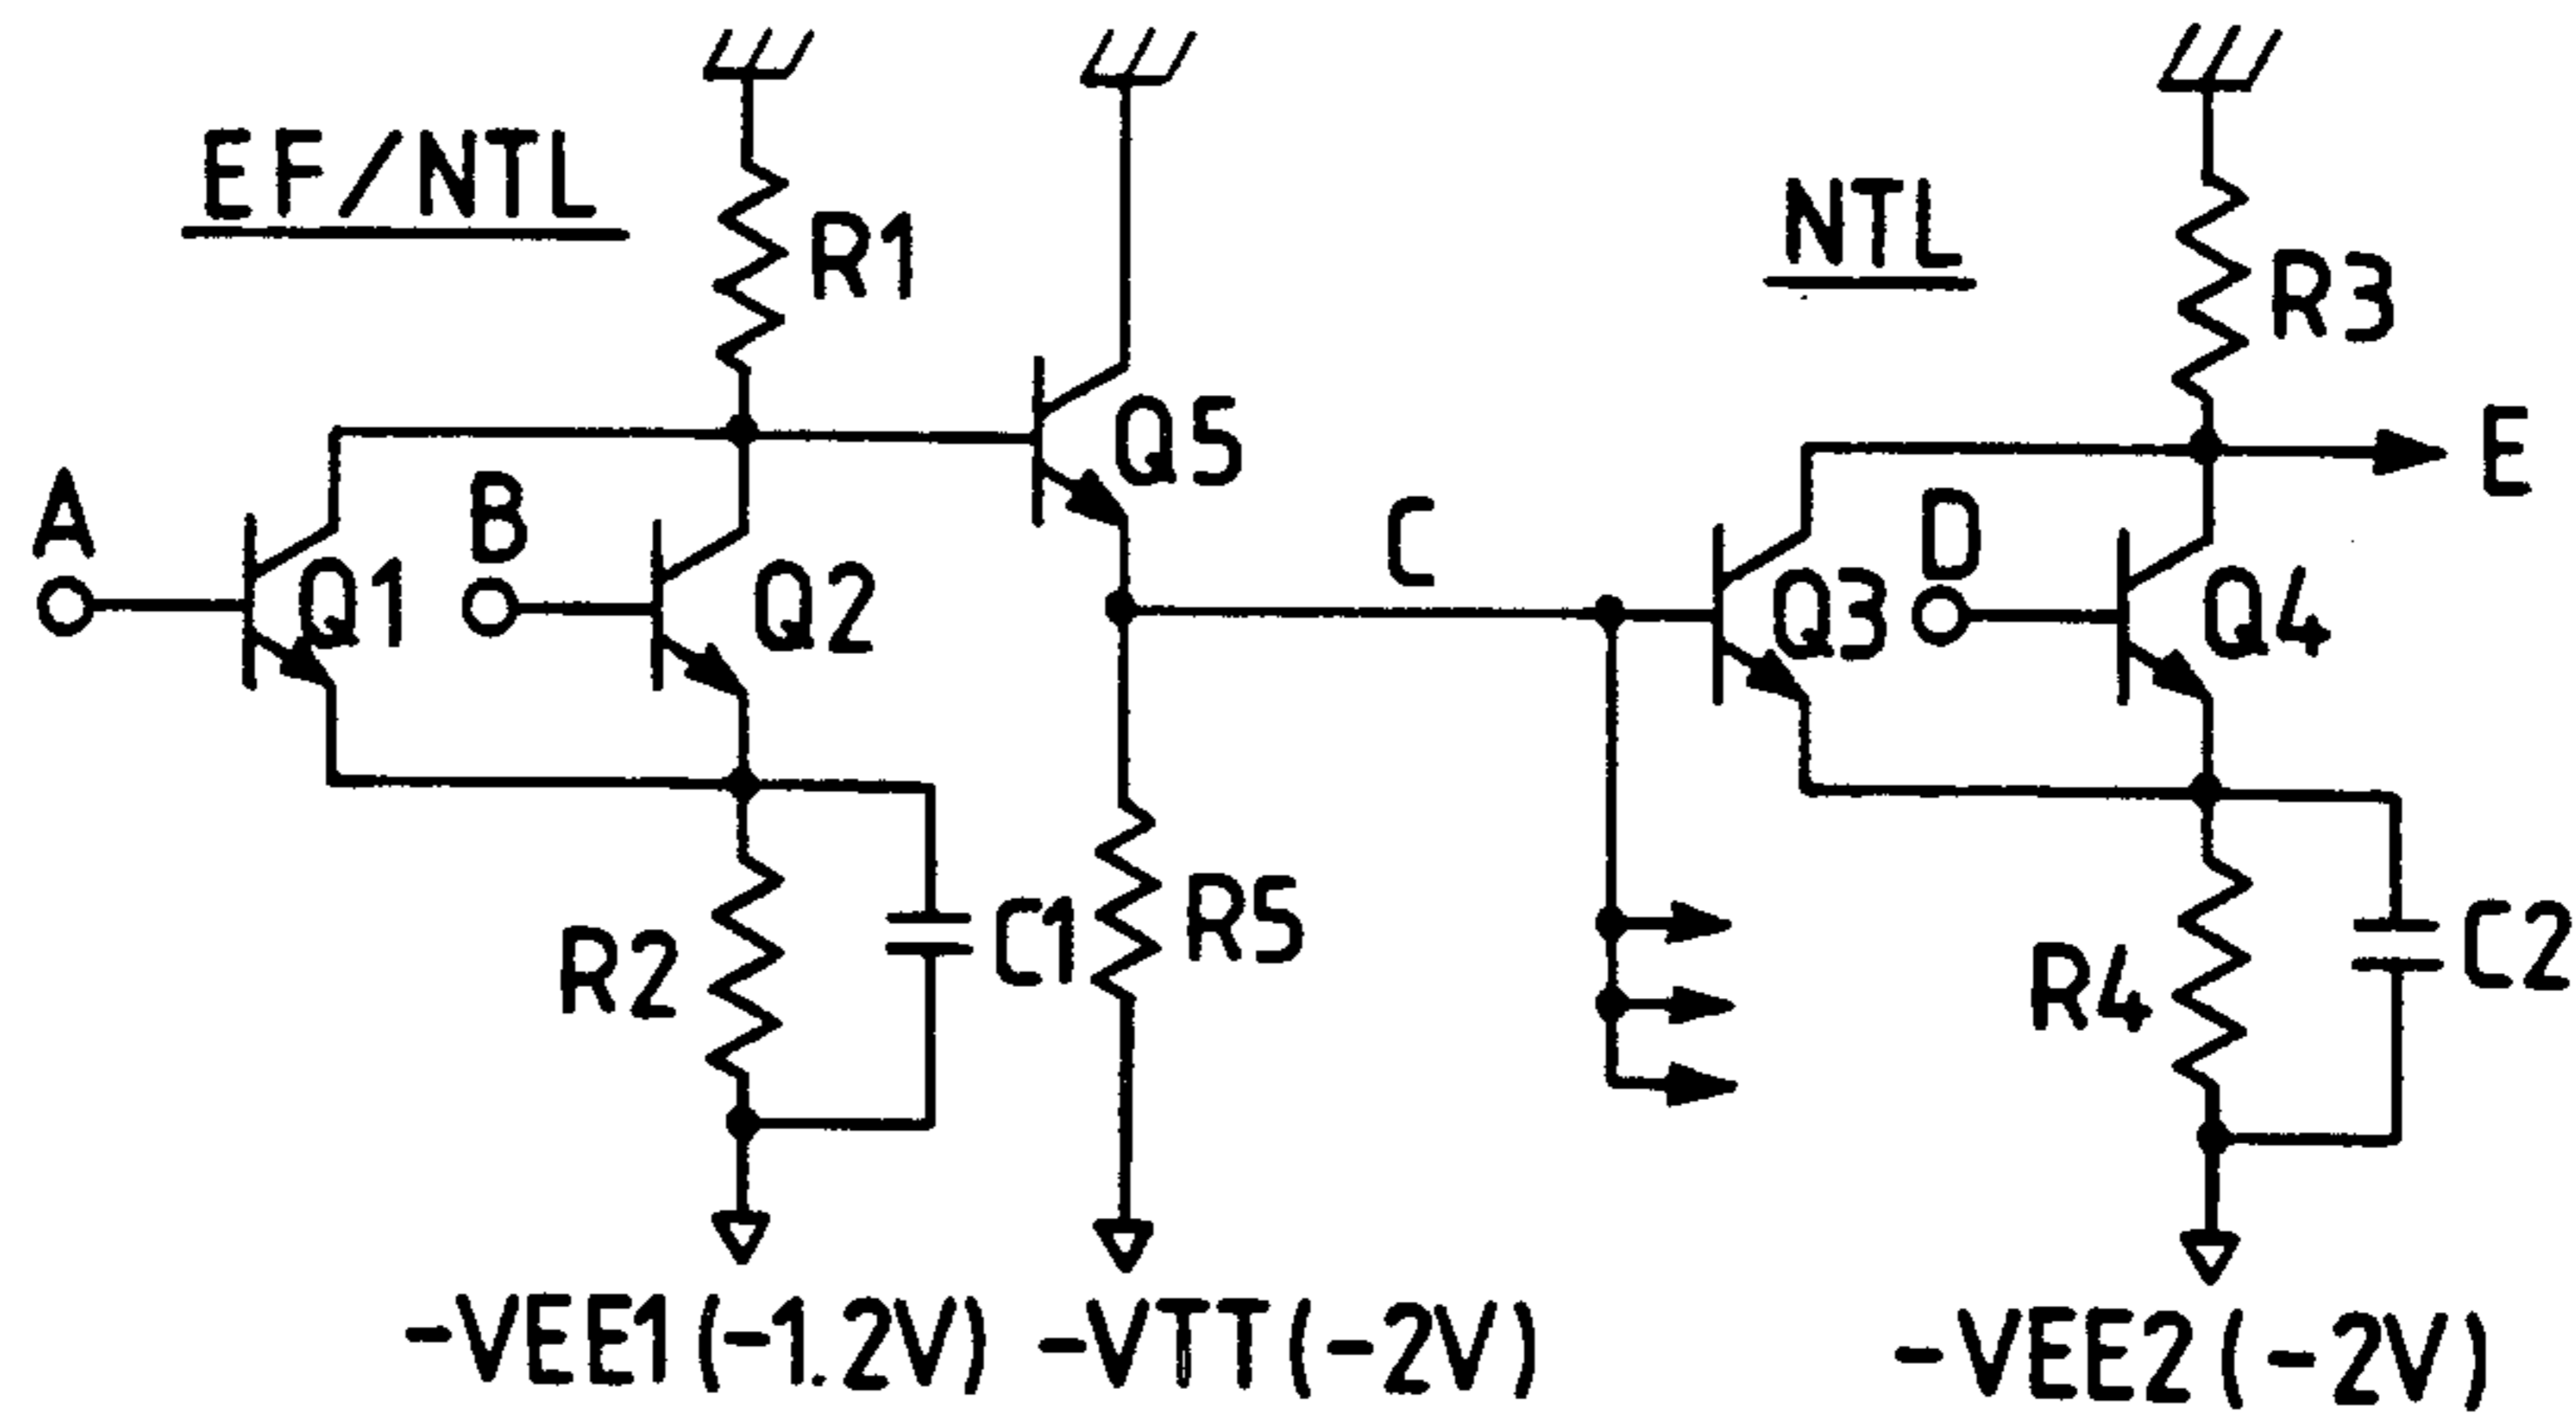 EF/NTL
NTL
R1
R3
Q5
E
A
B
C
D
Q1
Q2
Q3
Q4
R2
C1
R5
R4
C2
-VEE1(-1.2V)
-VTT(-2V)
-VEE2(-2V)